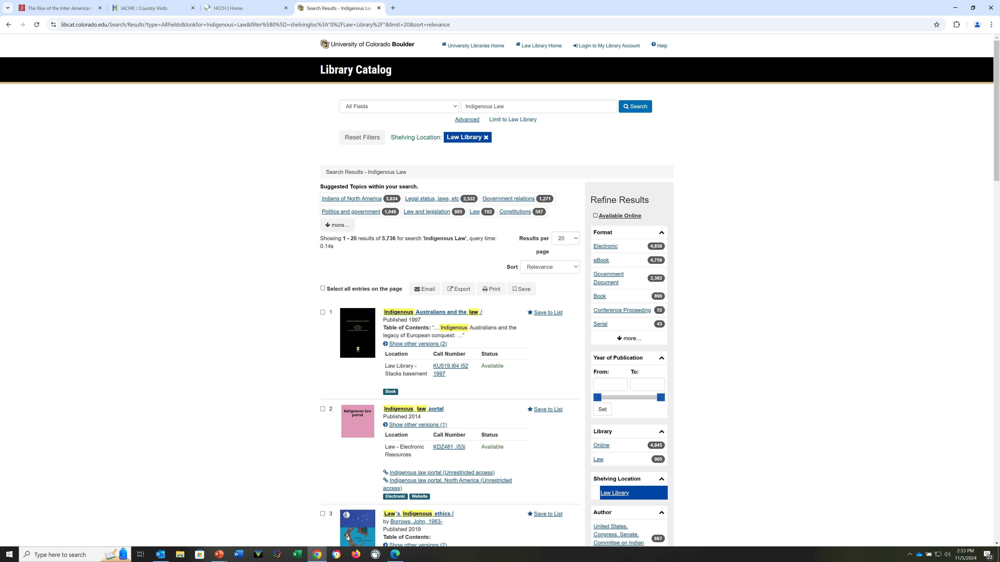 The Rise of the Inter-American
IACHR :: Country Visits
HCCH | Home
Search Results - Indigenous Law
libcat.colorado.edu/Search/Results?type=AllFields&lookfor=Indigenous+Law&filter%5B0%5D=shelvingloc%3A"0%2FLaw+Library%2F"&limit=20&sort=relevance
University of Colorado Boulder
University Libraries Home
Law Library Home
Login to My Library Account
Help
Library Catalog
All Fields
Indigenous Law
Search
Advanced
Limit to Law Library
Reset Filters
Shelving Location: Law Library
Search Results - Indigenous Law
Suggested Topics within your search.
Indians of North America 3,634
Legal status, laws, etc 2,532
Government relations 1,271
Politics and government 1,046
Law and legislation 885
Law 782
Constitutions 587
more…
Showing 1 - 20 results of 5,736 for search 'Indigenous Law', query time:
0.14s
Results per
page
20
Sort
Relevance
Select all entries on the page
Email
Export
Print
Save
1
Indigenous Australians and the law /
Save to List
Published 1997
Table of Contents: “…Indigenous Australians and the
legacy of European conquest: …”
Show other versions (2)
Location Call Number Status
Law Library - KU519.I64 I52 Available
Stacks basement 1997
Book
2
Indigenous law
portal
Indigenous law portal
Save to List
Published 2014
Show other versions (1)
Location Call Number Status
Law - Electronic KDZ481 .I53i Available
Resources
Indigenous law portal (Unrestricted access)
Indigenous law portal. North America (Unrestricted
access)
Electronic Website
3
JOHN
BORROWS
Law's Indigenous ethics /
Save to List
by Borrows, John, 1963-
Published 2019
Table of Contents:
Show other versions (2)
Refine Results
Available Online
Format
Electronic 4,838
eBook 4,759
Government
Document 2,382
Book 890
Conference Proceeding 55
Serial 43
more…
Year of Publication
From: To:
Set
Library
Online 4,845
Law 905
Shelving Location
Law Library
Author
United States.
Congress. Senate.
Committee on Indian 667
Type here to search
2:33 PM
11/5/2024
22